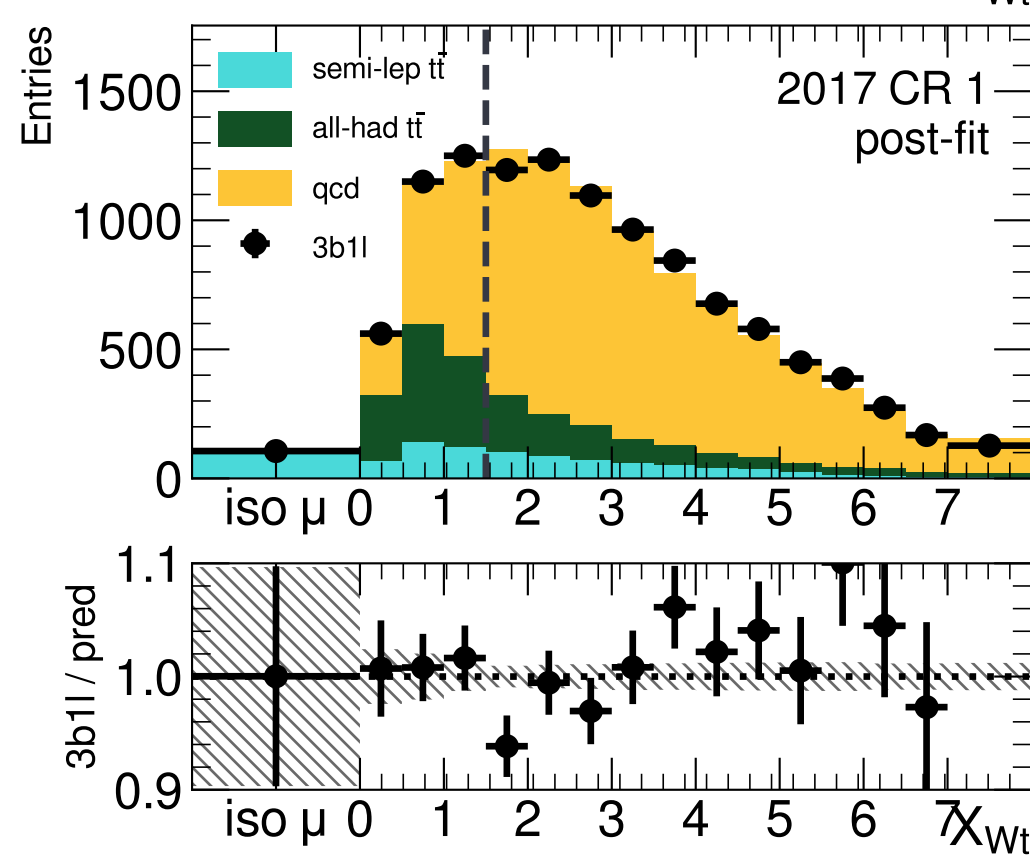 Wt
Entries
semi-lep tt̄
all-had tt̄
qcd
3b1l
2017 CR 1
post-fit
1500
1000
500
0
iso μ 0 1 2 3 4 5 6 7
3b1l / pred
1.1
1.0
0.9
iso μ 0 1 2 3 4 5 6 7
X_Wt